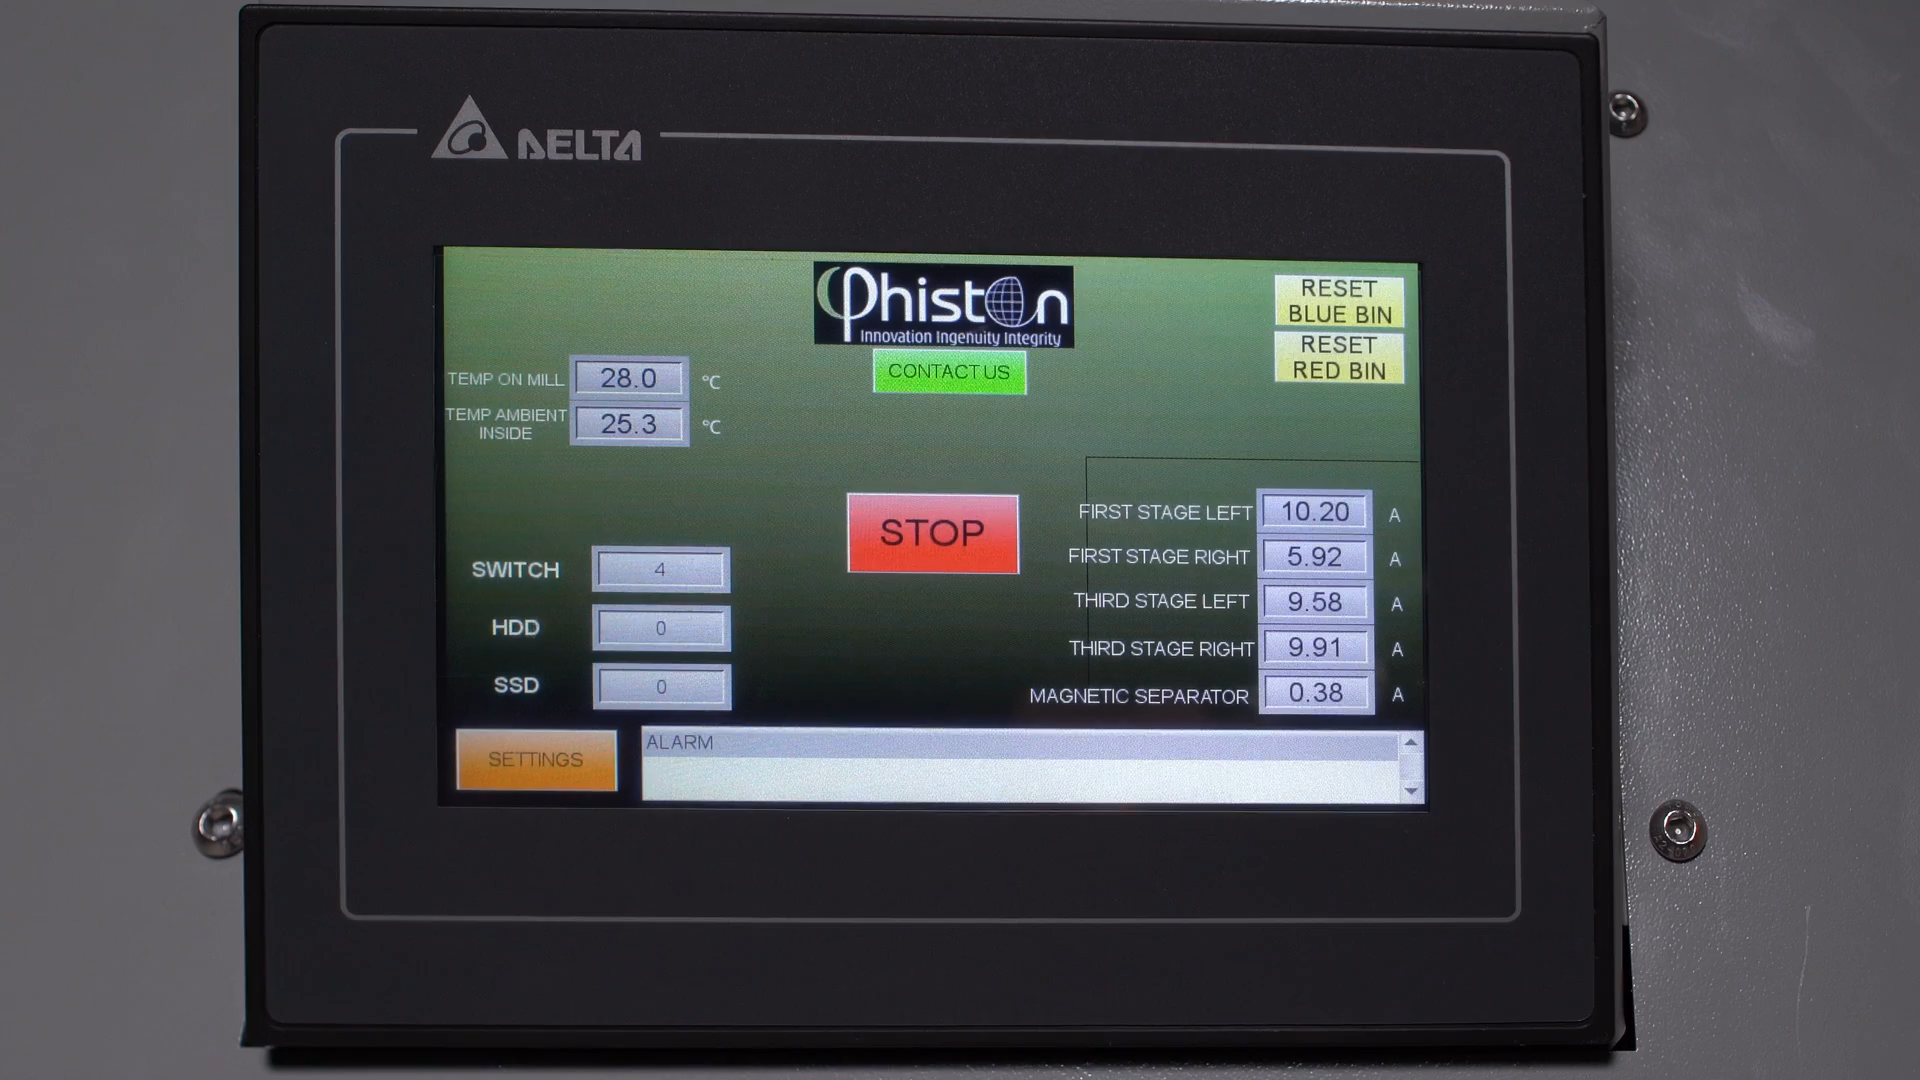 DELTA
Phiston
Innovation Ingenuity Integrity
CONTACT US
RESET
BLUE BIN
RESET
RED BIN
TEMP ON MILL 28.0 °C
TEMP AMBIENT
INSIDE 25.3 °C
STOP
SWITCH 4
HDD 0
SSD 0
FIRST STAGE LEFT 10.20 A
FIRST STAGE RIGHT 5.92 A
THIRD STAGE LEFT 9.58 A
THIRD STAGE RIGHT 9.91 A
MAGNETIC SEPARATOR 0.38 A
SETTINGS
ALARM